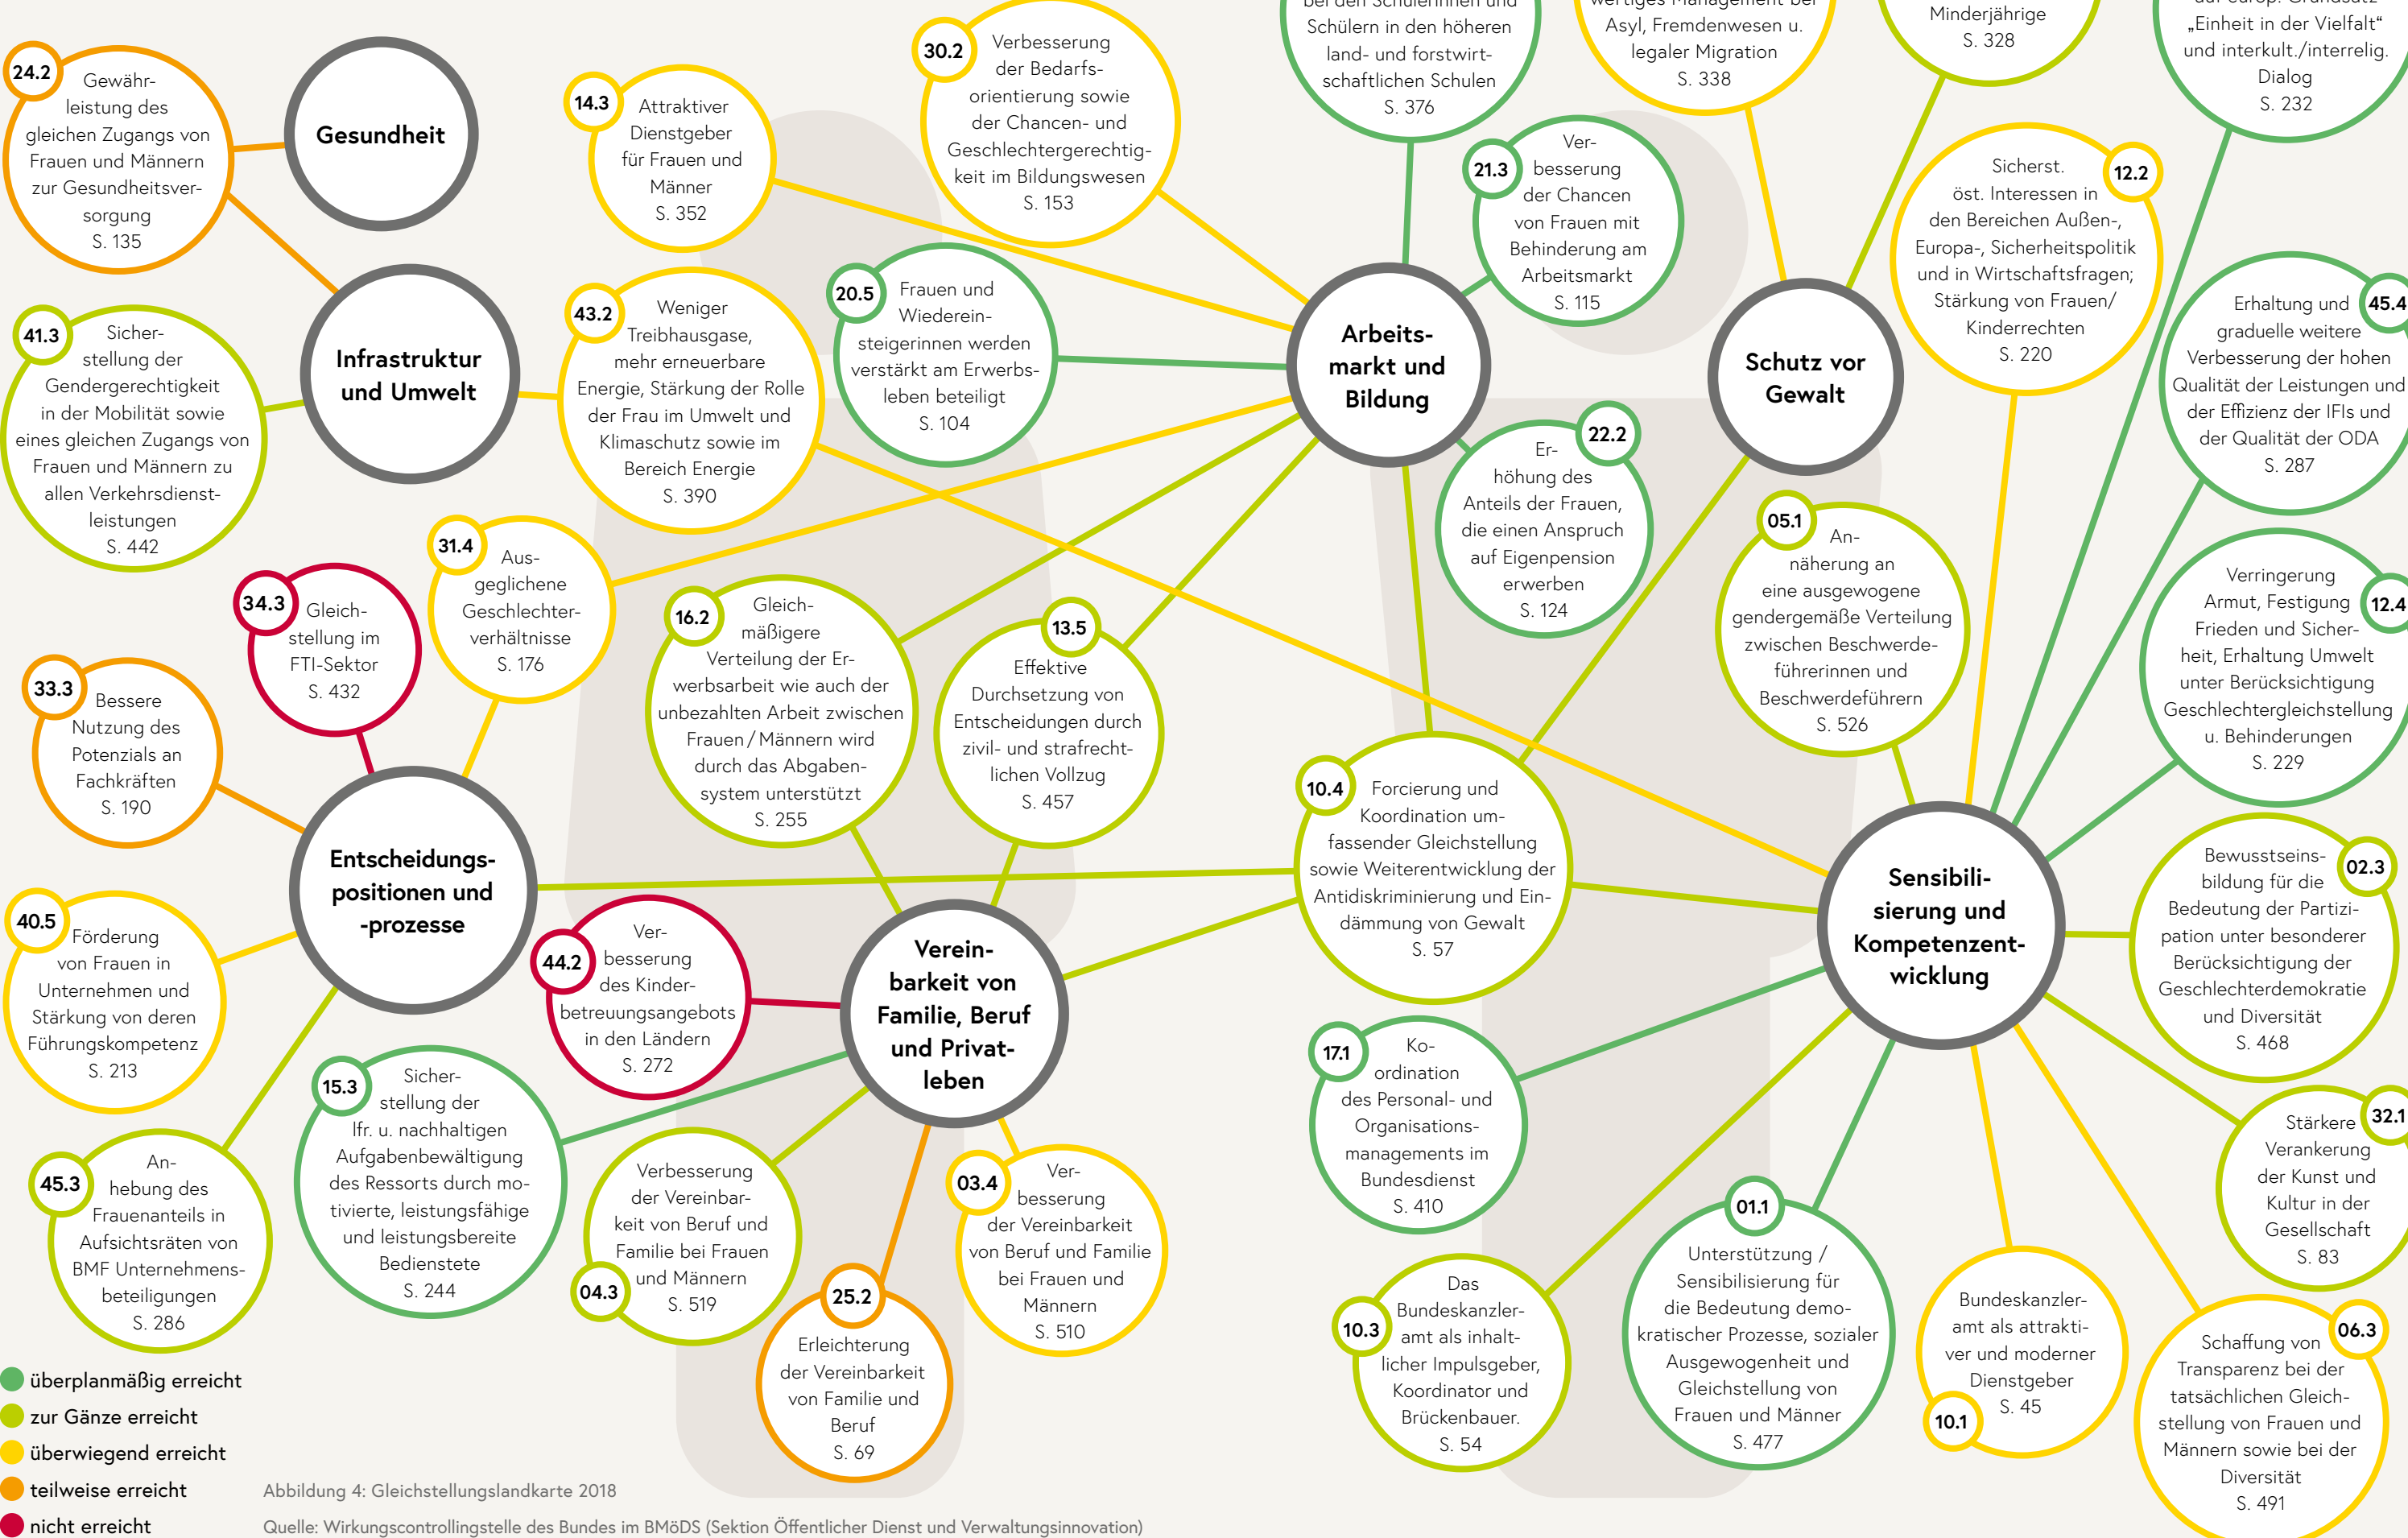 24.2
Gewähr-
leistung des
gleichen Zugangs von
Frauen und Männern
zur Gesundheitsver-
sorgung
S. 135
Gesundheit
14.3
Attraktiver
Dienstgeber
für Frauen und
Männer
S. 352
30.2
Verbesserung
der Bedarfs-
orientierung sowie
der Chancen- und
Geschlechtergerechtig-
keit im Bildungswesen
S. 153
bei den Schülerinnen und
Schülern in den höheren
land- und forstwirt-
schaftlichen Schulen
S. 376
wertiges Management bei
Asyl, Fremdenwesen u.
legaler Migration
S. 338
Minderjährige
S. 328
auf europ. Grundsatz
„Einheit in der Vielfalt“
und interkult./interrelig.
Dialog
S. 232
21.3
Ver-
besserung
der Chancen
von Frauen mit
Behinderung am
Arbeitsmarkt
S. 115
12.2
Sicherst.
öst. Interessen in
den Bereichen Außen-,
Europa-, Sicherheitspolitik
und in Wirtschaftsfragen;
Stärkung von Frauen/
Kinderrechten
S. 220
41.3
Sicher-
stellung der
Gendergerechtigkeit
in der Mobilität sowie
eines gleichen Zugangs von
Frauen und Männern zu
allen Verkehrsdienst-
leistungen
S. 442
Infrastruktur
und Umwelt
43.2
Weniger
Treibhausgase,
mehr erneuerbare
Energie, Stärkung der Rolle
der Frau im Umwelt und
Klimaschutz sowie im
Bereich Energie
S. 390
20.5
Frauen und
Wiederein-
steigerinnen werden
verstärkt am Erwerbs-
leben beteiligt
S. 104
Arbeits-
markt und
Bildung
Schutz vor
Gewalt
45.4
Erhaltung und
graduelle weitere
Verbesserung der hohen
Qualität der Leistungen und
der Effizienz der IFIs und
der Qualität der ODA
S. 287
22.2
Er-
höhung des
Anteils der Frauen,
die einen Anspruch
auf Eigenpension
erwerben
S. 124
05.1
An-
näherung an
eine ausgewogene
gendergemäße Verteilung
zwischen Beschwerde-
führerinnen und
Beschwerdeführern
S. 526
12.4
Verringerung
Armut, Festigung
Frieden und Sicher-
heit, Erhaltung Umwelt
unter Berücksichtigung
Geschlechtergleichstellung
u. Behinderungen
S. 229
34.3
Gleich-
stellung im
FTI-Sektor
S. 432
31.4
Aus-
geglichene
Geschlechter-
verhältnisse
S. 176
16.2
Gleich-
mäßigere
Verteilung der Er-
werbsarbeit wie auch der
unbezahlten Arbeit zwischen
Frauen / Männern wird
durch das Abgaben-
system unterstützt
S. 255
13.5
Effektive
Durchsetzung von
Entscheidungen durch
zivil- und strafrecht-
lichen Vollzug
S. 457
33.3
Bessere
Nutzung des
Potenzials an
Fachkräften
S. 190
10.4
Forcierung und
Koordination um-
fassender Gleichstellung
sowie Weiterentwicklung der
Antidiskriminierung und Ein-
dämmung von Gewalt
S. 57
Entscheidungs-
positionen und
-prozesse
Sensibili-
sierung und
Kompetenzent-
wicklung
02.3
Bewusstseins-
bildung für die
Bedeutung der Partizi-
pation unter besonderer
Berücksichtigung der
Geschlechterdemokratie
und Diversität
S. 468
40.5
Förderung
von Frauen in
Unternehmen und
Stärkung von deren
Führungskompetenz
S. 213
44.2
Ver-
besserung
des Kinder-
betreuungsangebots
in den Ländern
S. 272
Verein-
barkeit von
Familie, Beruf
und Privat-
leben
17.1
Ko-
ordination
des Personal- und
Organisations-
managements im
Bundesdienst
S. 410
32.1
Stärkere
Verankerung
der Kunst und
Kultur in der
Gesellschaft
S. 83
45.3
An-
hebung des
Frauenanteils in
Aufsichtsräten von
BMF Unternehmens-
beteiligungen
S. 286
15.3
Sicher-
stellung der
lfr. u. nachhaltigen
Aufgabenbewältigung
des Ressorts durch mo-
tivierte, leistungsfähige
und leistungsbereite
Bedienstete
S. 244
04.3
Verbesserung
der Vereinbar-
keit von Beruf und
Familie bei Frauen
und Männern
S. 519
25.2
Erleichterung
der Vereinbarkeit
von Familie und
Beruf
S. 69
03.4
Ver-
besserung
der Vereinbarkeit
von Beruf und Familie
bei Frauen und
Männern
S. 510
10.3
Das
Bundeskanzler-
amt als inhalt-
licher Impulsgeber,
Koordinator und
Brückenbauer.
S. 54
01.1
Unterstützung /
Sensibilisierung für
die Bedeutung demo-
kratischer Prozesse, sozialer
Ausgewogenheit und
Gleichstellung von
Frauen und Männer
S. 477
10.1
Bundeskanzler-
amt als attrakti-
ver und moderner
Dienstgeber
S. 45
06.3
Schaffung von
Transparenz bei der
tatsächlichen Gleich-
stellung von Frauen und
Männern sowie bei der
Diversität
S. 491
überplanmäßig erreicht
zur Gänze erreicht
überwiegend erreicht
teilweise erreicht
nicht erreicht
Abbildung 4: Gleichstellungslandkarte 2018
Quelle: Wirkungscontrollingstelle des Bundes im BMöDS (Sektion Öffentlicher Dienst und Verwaltungsinnovation)